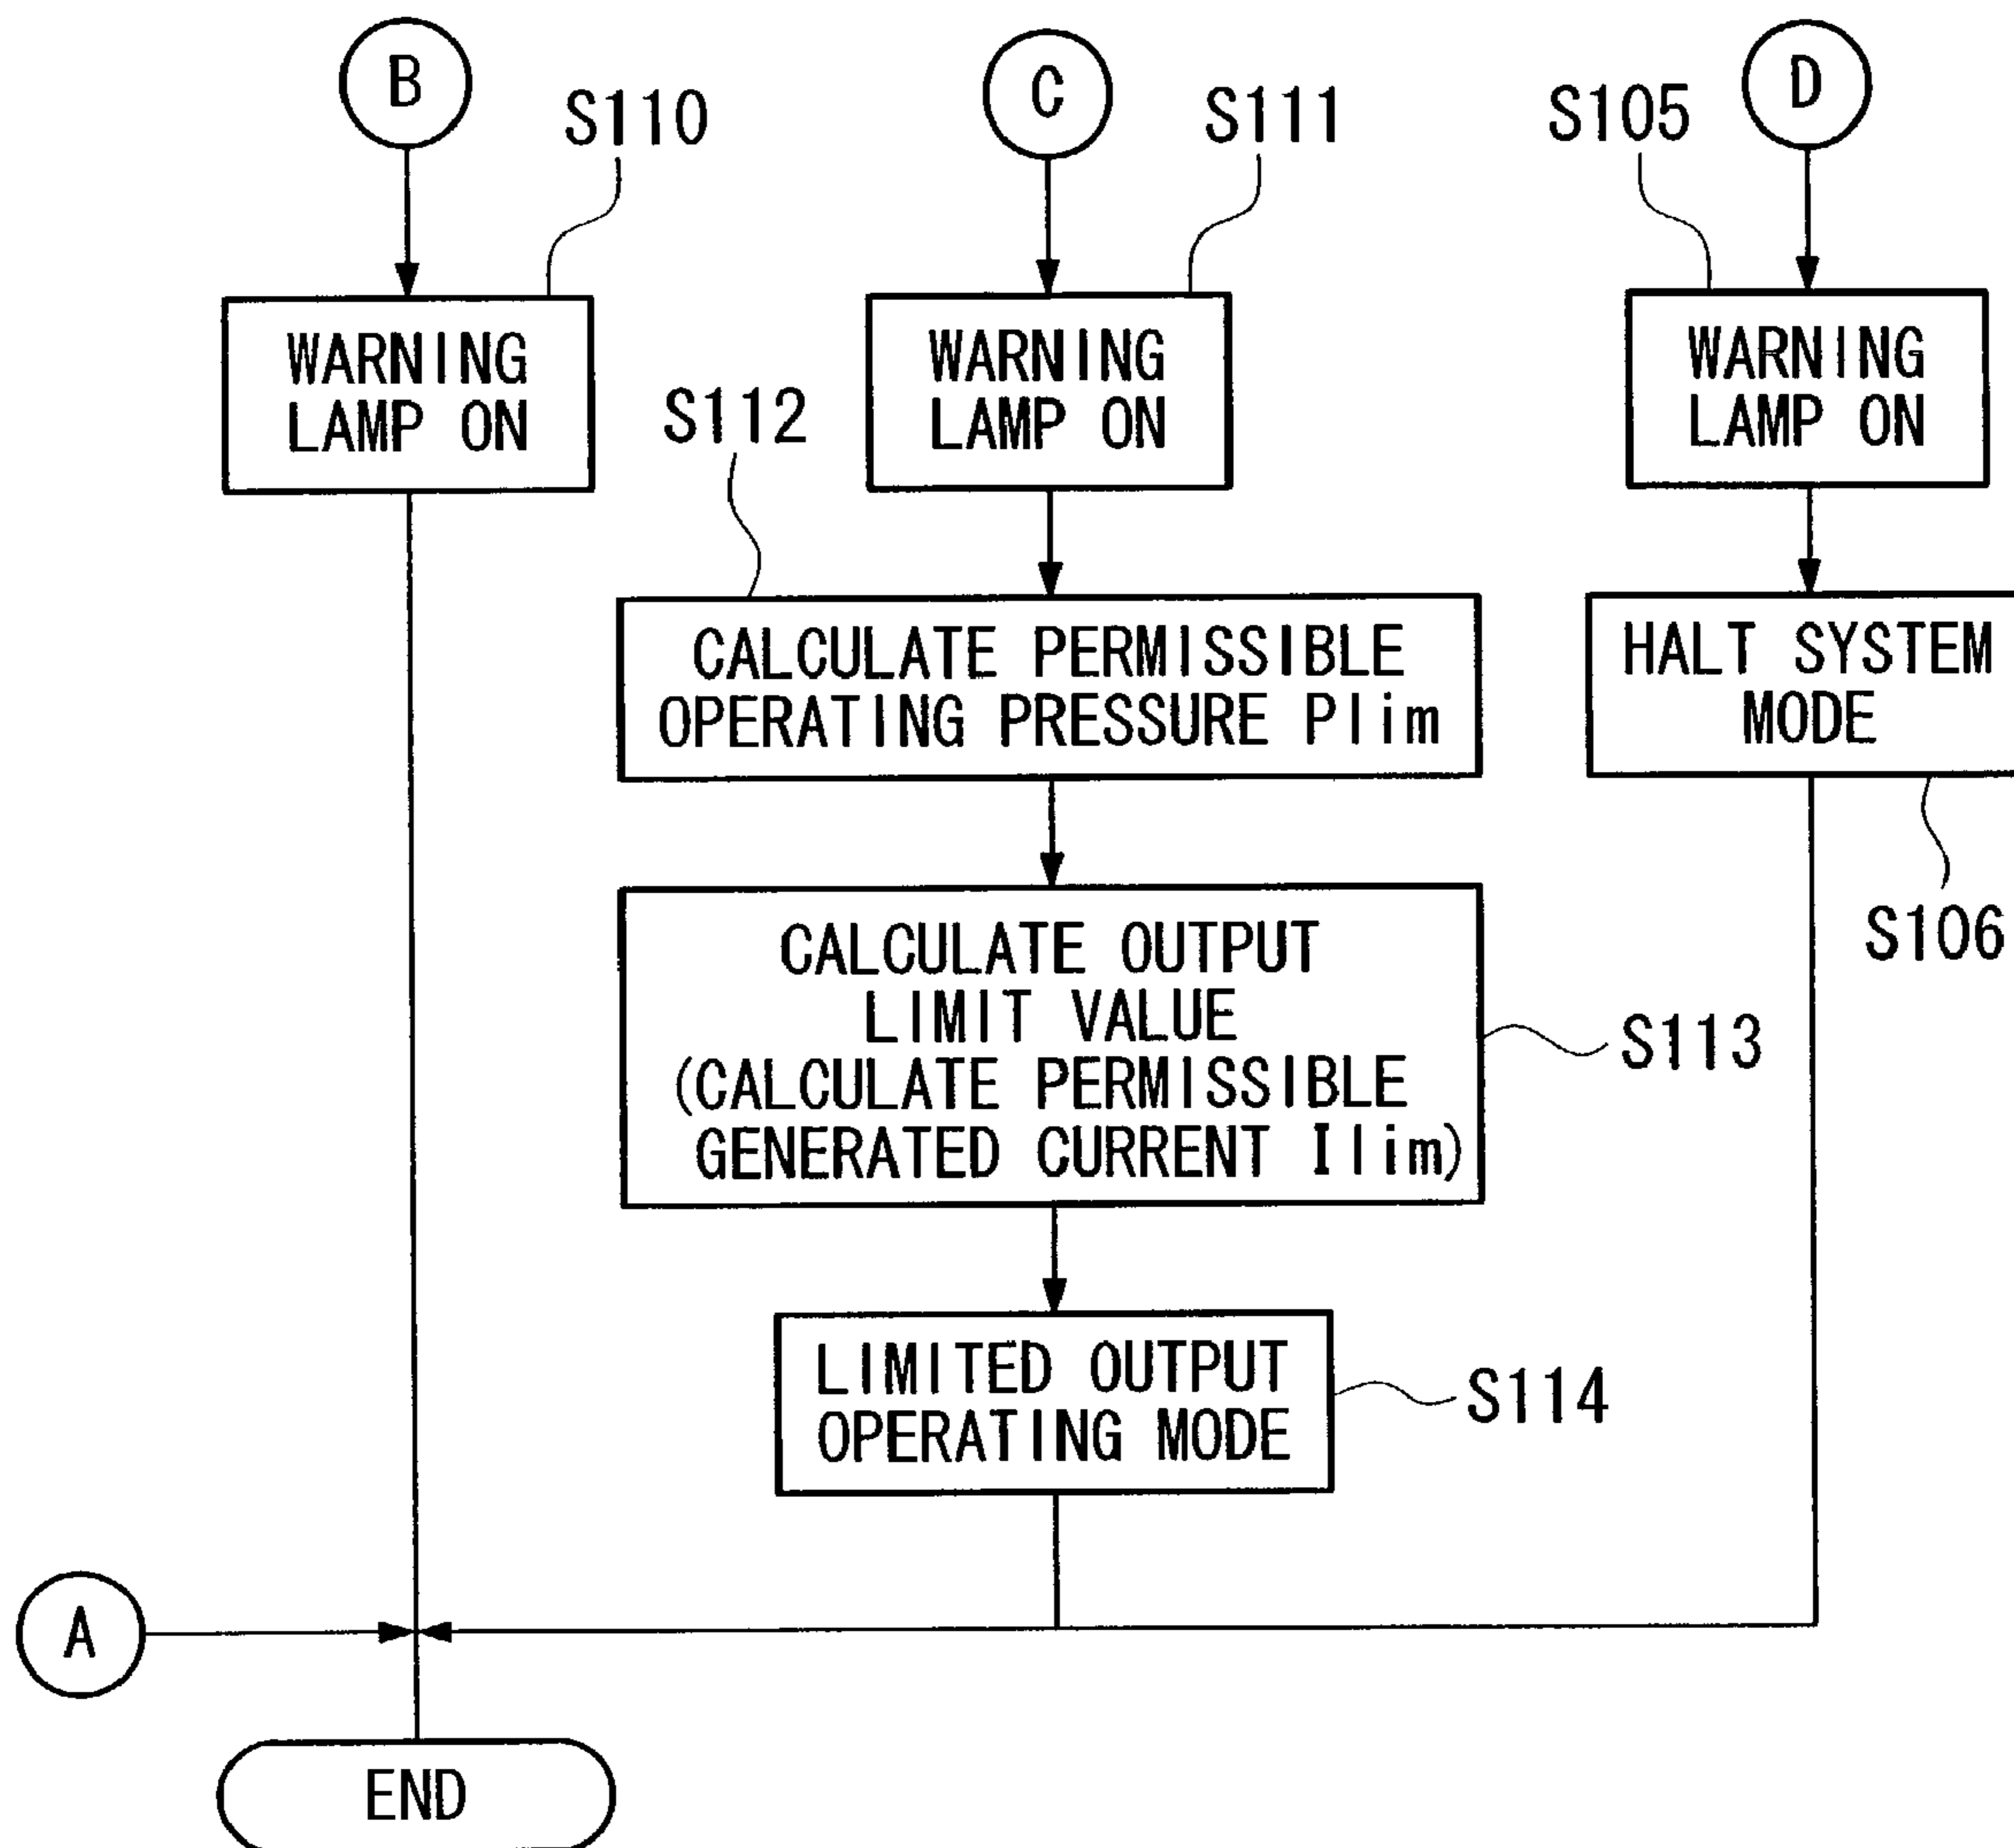 B
S110
WARNING
LAMP ON
C
S111
WARNING
LAMP ON
S112
CALCULATE PERMISSIBLE
OPERATING PRESSURE Plim
CALCULATE OUTPUT
LIMIT VALUE
(CALCULATE PERMISSIBLE
GENERATED CURRENT Ilim)
S113
LIMITED OUTPUT
OPERATING MODE
S114
D
S105
WARNING
LAMP ON
HALT SYSTEM
MODE
S106
A
END